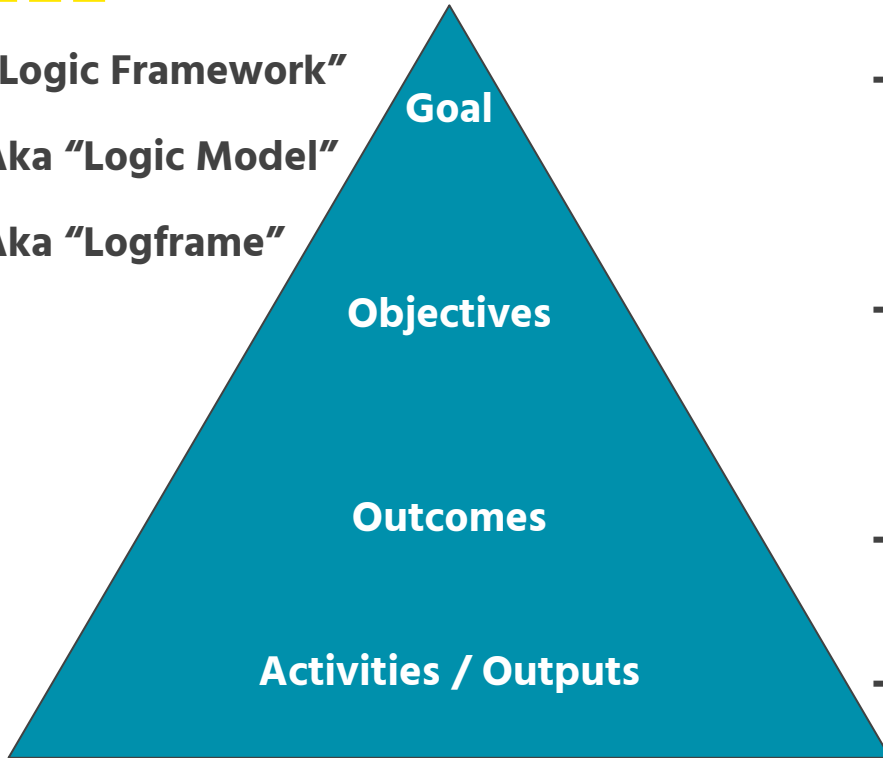 Logic Framework”
Aka “Logic Model”
Aka “Logframe”
Goal
Objectives
Outcomes
Activities / Outputs